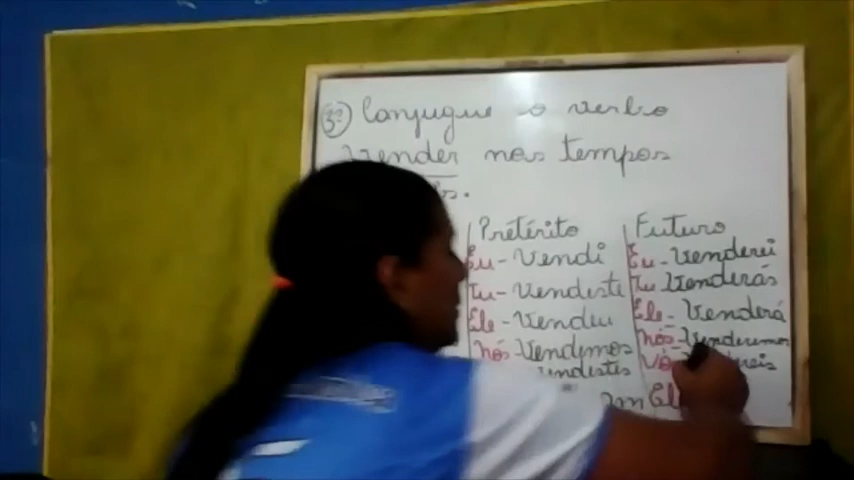 3º Conjugue o verbo
Vender nos tempos
Pretérito
Eu - Vendi
Tu - Vendeste
Ele - Vendeu
Nós - Vendemos
Futuro
Eu - Venderei
Tu - Venderás
Ele - Venderá
Nós - Venderemos